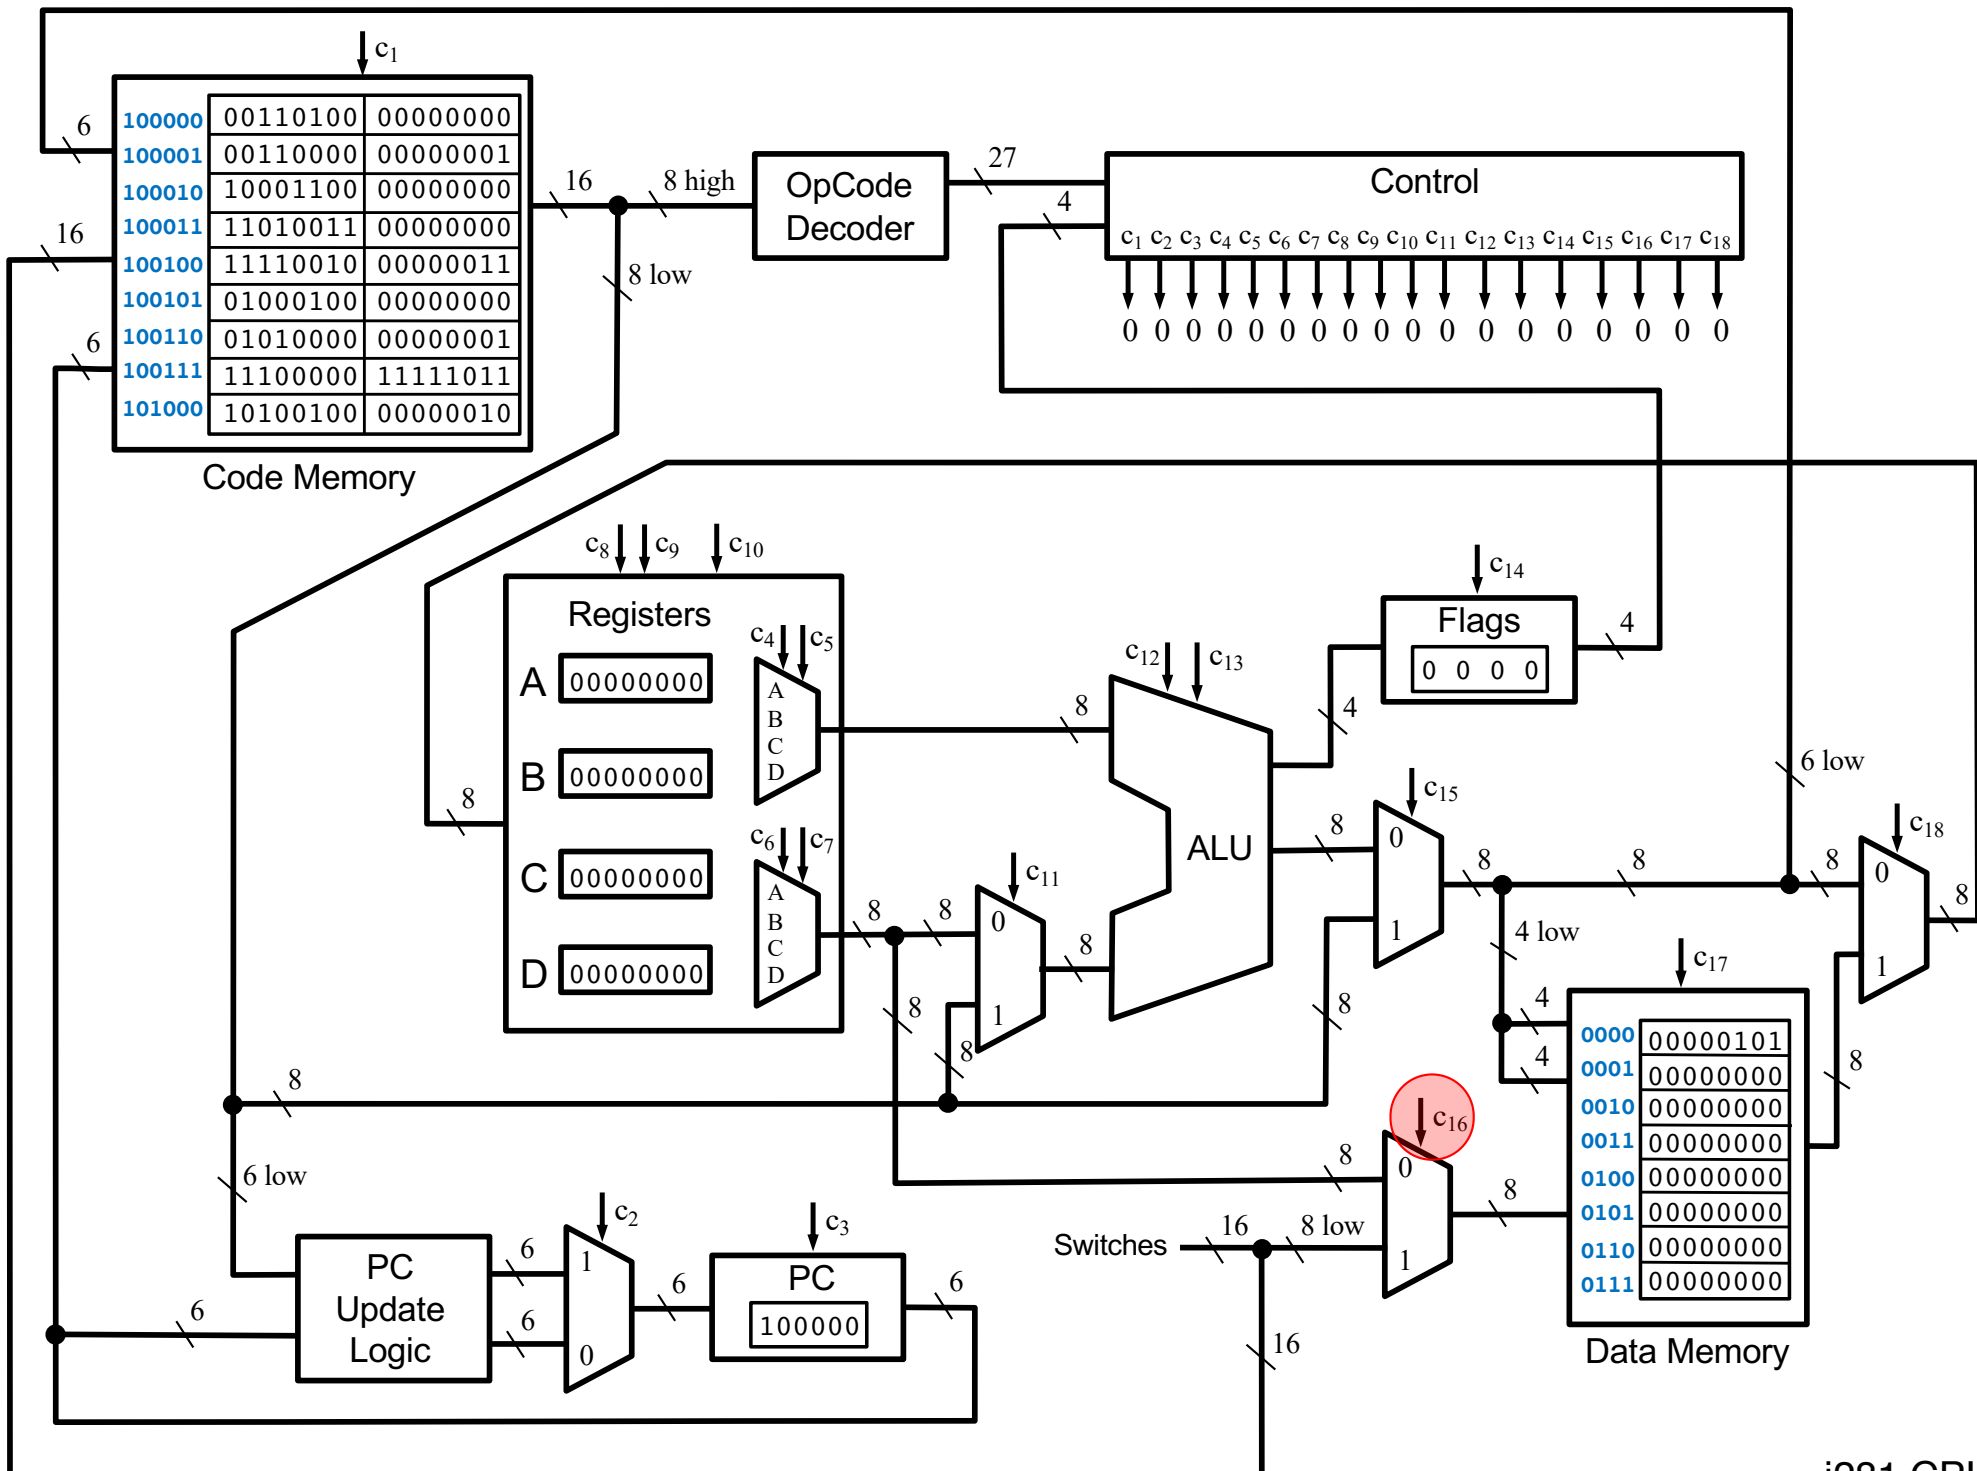 c1
100000 00110100 00000000
100001 00110000 00000001
100010 10001100 00000000
100011 11010011 00000000
100100 11110010 00000011
100101 01000100 00000000
100110 01010000 00000001
100111 11100000 11111011
101000 10100100 00000010
Code Memory
6
16
6
16
8 high
8 low
OpCode
Decoder
27
4
Control
c1 c2 c3 c4 c5 c6 c7 c8 c9 c10 c11 c12 c13 c14 c15 c16 c17 c18
0 0 0 0 0 0 0 0 0 0 0 0 0 0 0 0 0 0
c8 c9 c10
Registers
A 00000000
B 00000000
C 00000000
D 00000000
c4 c5
A
B
C
D
c6 c7
A
B
C
D
8
8
8
8
8
c11
0
1
8
8
c12 c13
ALU
8
4
c14
Flags
0 0 0 0
4
c15
0
1
8
8
8
6 low
8
c18
0
1
8
4 low
4
4
c17
0000 00000101
0001 00000000
0010 00000000
0011 00000000
0100 00000000
0101 00000000
0110 00000000
0111 00000000
Data Memory
8
8
c16
0
1
8
8
Switches
16
8 low
16
6 low
PC
Update
Logic
6
6
6
c2
1
0
6
c3
PC
100000
6